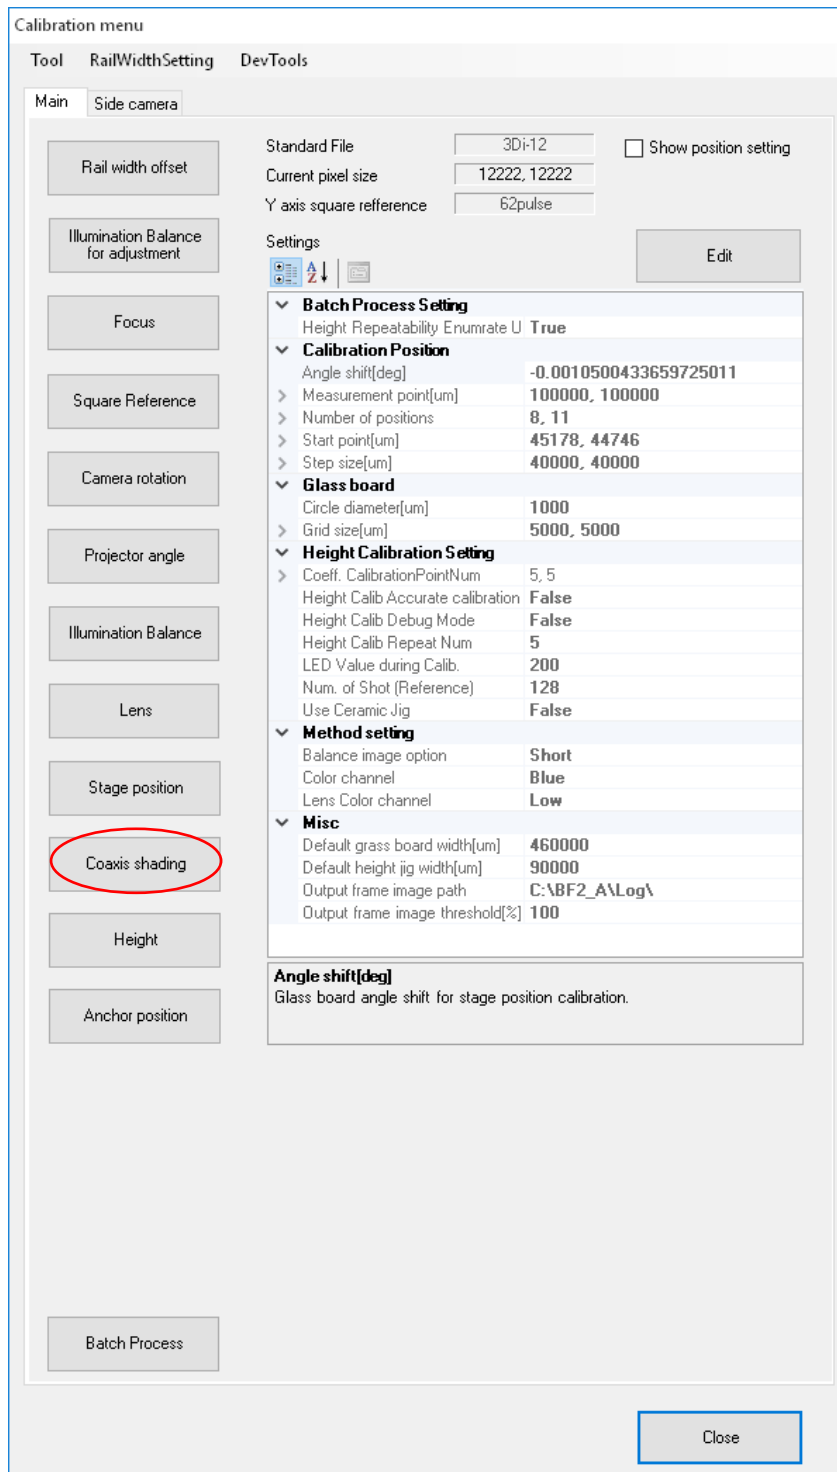 Calibration menu
Tool RailWidthSetting DevTools
Main Side camera
Rail width offset
Illumination Balance
for adjustment
Focus
Square Reference
Camera rotation
Projector angle
Illumination Balance
Lens
Stage position
Coaxis shading
Height
Anchor position
Batch Process
Standard File 3Di-12
Show position setting
Current pixel size 12222, 12222
Y axis square refference 62pulse
Settings
Edit
Batch Process Setting
Height Repeatability Enumrate U True
Calibration Position
Angle shift[deg] -0.0010500433659725011
Measurement point[um] 100000, 100000
Number of positions 8, 11
Start point[um] 45178, 44746
Step size[um] 40000, 40000
Glass board
Circle diameter[um] 1000
Grid size[um] 5000, 5000
Height Calibration Setting
Coeff. CalibrationPointNum 5, 5
Height Calib Accurate calibration False
Height Calib Debug Mode False
Height Calib Repeat Num 5
LED Value during Calib. 200
Num. of Shot (Reference) 128
Use Ceramic Jig False
Method setting
Balance image option Short
Color channel Blue
Lens Color channel Low
Misc
Default grass board width[um] 460000
Default height jig width[um] 90000
Output frame image path C:\BF2_A\Log\
Output frame image threshold[%] 100
Angle shift[deg]
Glass board angle shift for stage position calibration.
Close